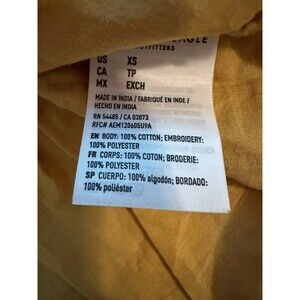 EAGLE
OUTFITTERS
US XS
CA TP
MX EXCH
MADE IN INDIA / FABRIQUÉ EN INDE /
HECHO EN INDIA
RN 54485 / CA 03873
RFC# AEM120605U9A
EN BODY: 100% COTTON; EMBROIDERY:
100% POLYESTER
FR CORPS: 100% COTON; BRODERIE:
100% POLYESTER
SP CUERPO: 100% algodón; BORDADO:
100% poliéster